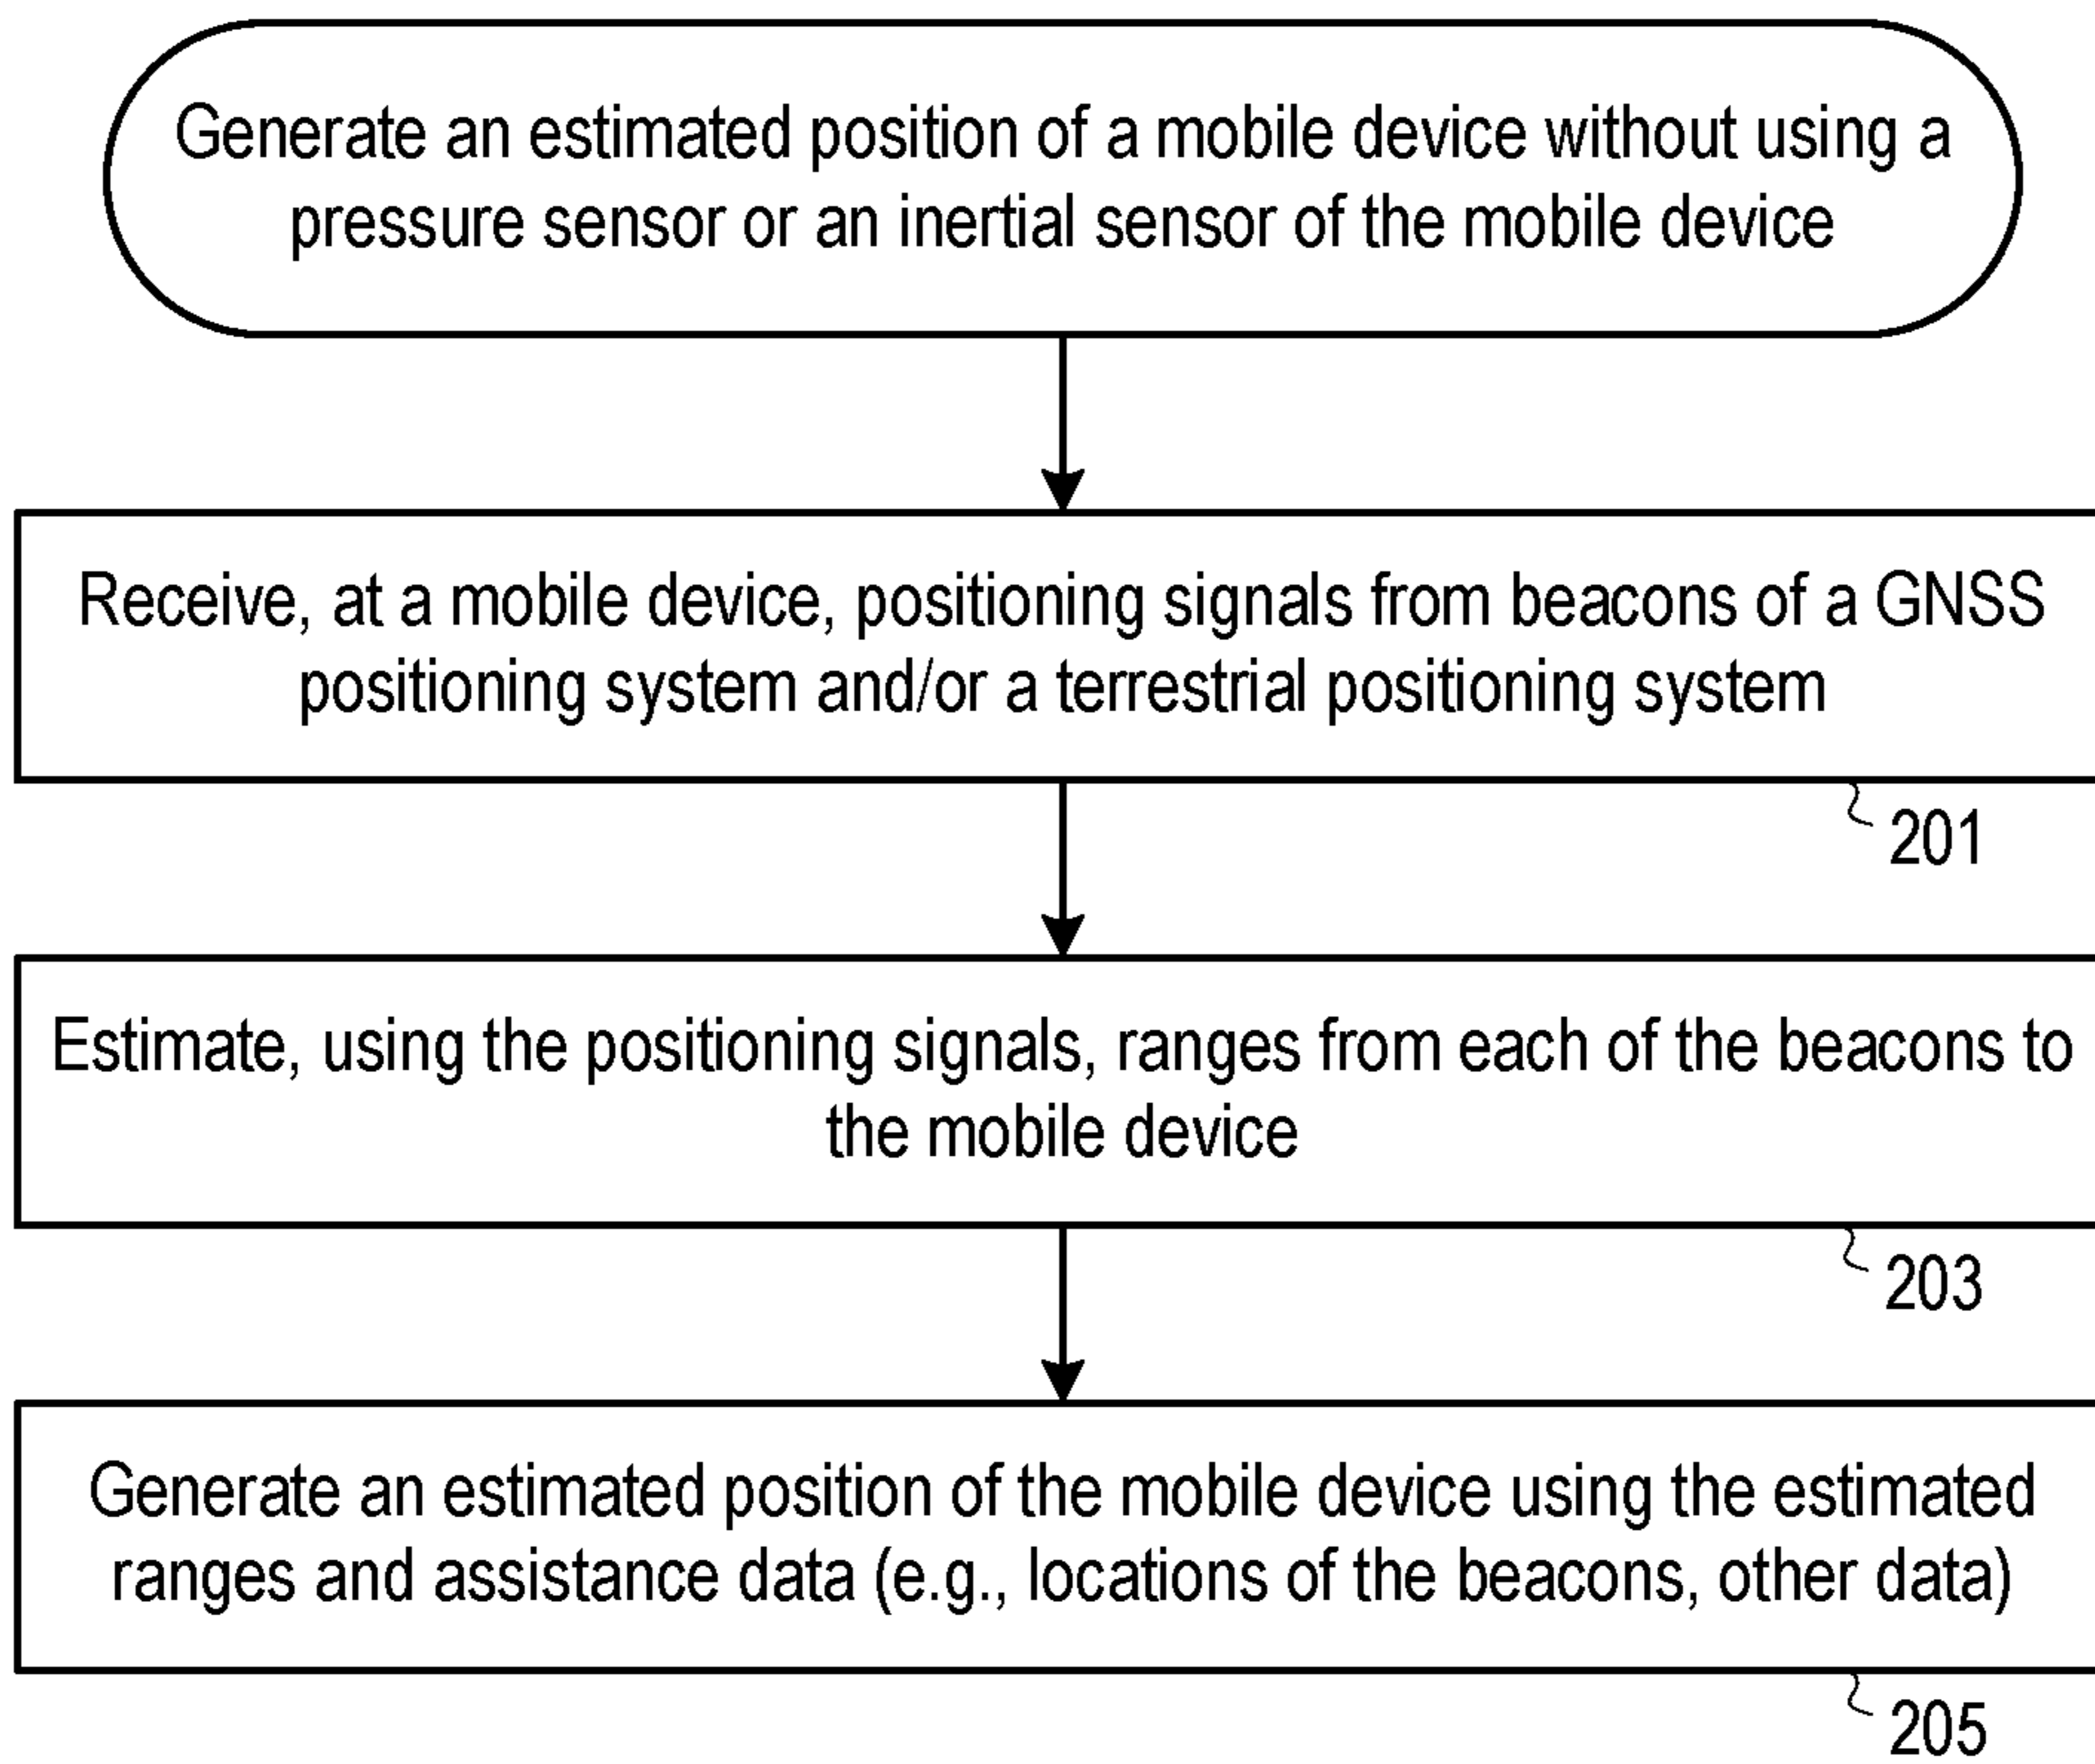 Generate an estimated position of a mobile device without using a
pressure sensor or an inertial sensor of the mobile device
Receive, at a mobile device, positioning signals from beacons of a GNSS
positioning system and/or a terrestrial positioning system
201
Estimate, using the positioning signals, ranges from each of the beacons to
the mobile device
203
Generate an estimated position of the mobile device using the estimated
ranges and assistance data (e.g., locations of the beacons, other data)
205